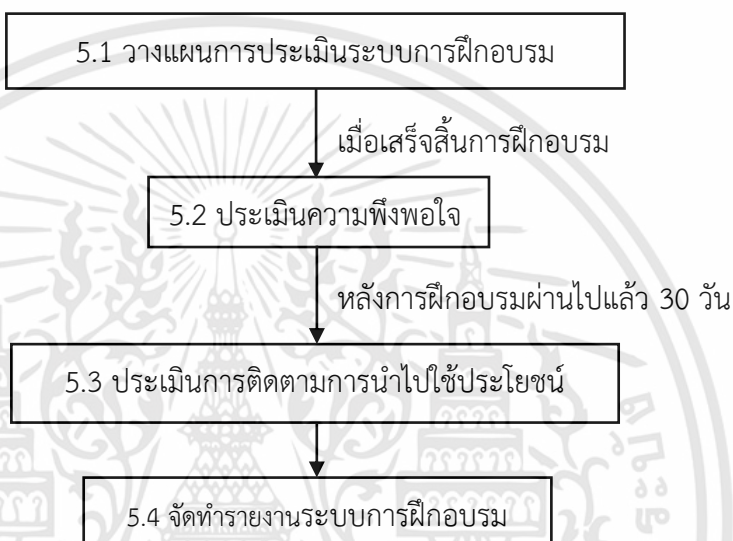 5.1 วางแผนการประเมินระบบการฝึกอบรม
เมื่อเสร็จสิ้นการฝึกอบรม
5.2 ประเมินความพึงพอใจ
หลังการฝึกอบรมผ่านไปแล้ว 30 วัน
5.3 ประเมินการติดตามการนำไปใช้ประโยชน์
5.4 จัดทำรายงานระบบการฝึกอบรม